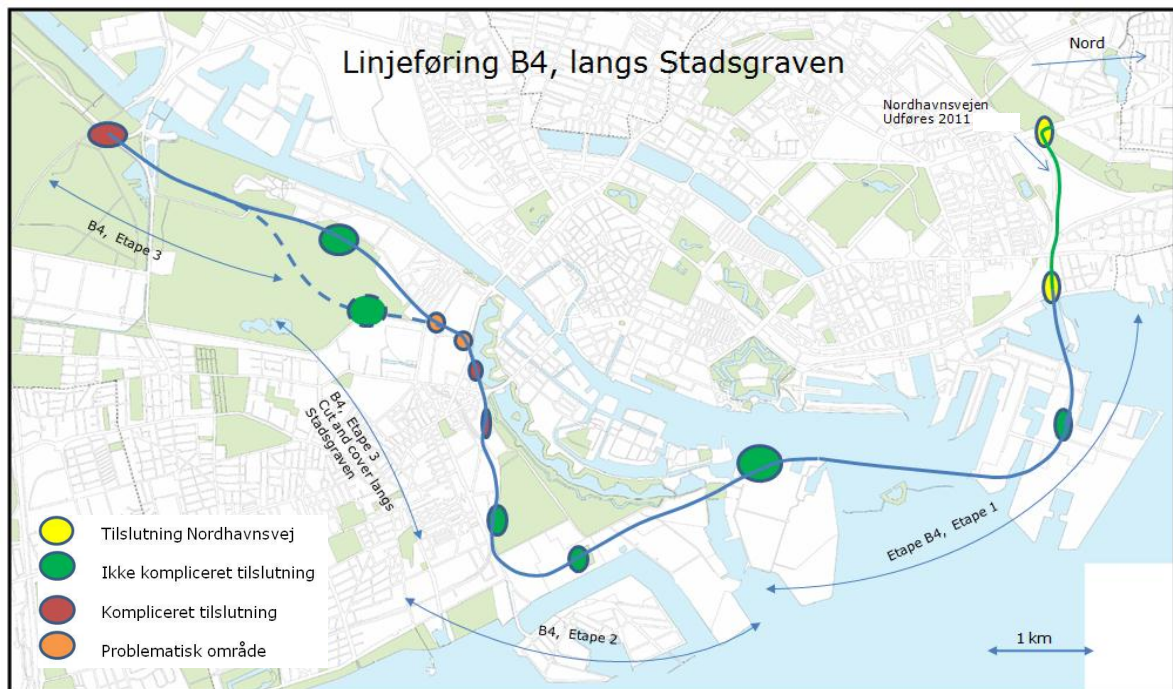 Linjeføring B4, langs Stadsgraven
Nord
Nordhavnsvejen
Udføres 2011
B4, Etape 3
B4, Etape 3
Cut and cover langs
Stadsgraven
Etape B4, Etape 1
B4, Etape 2
Tilslutning Nordhavnsvej
Ikke kompliceret tilslutning
Kompliceret tilslutning
Problematisk område
1 km